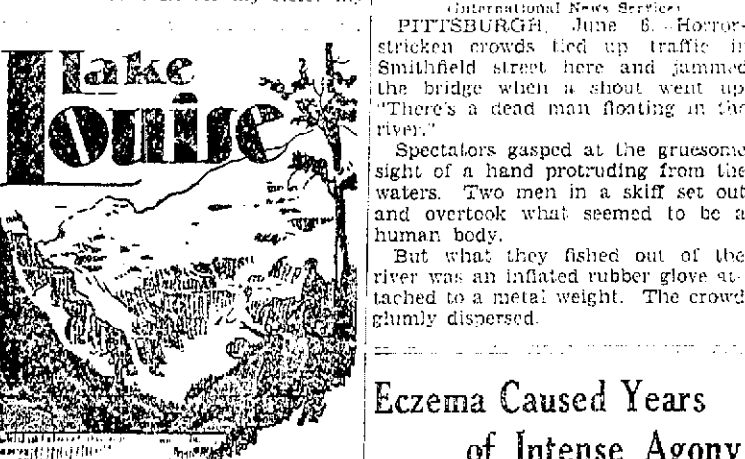 Lake
Louise
(International News Service)
PITTSBURGH, June 6. Horror-
stricken crowds tied up traffic in
Smithfield street here and jammed
the bridge when a shout went up
"There's a dead man floating in the
river."
Spectators gasped at the gruesome
sight of a hand protruding from the
waters. Two men in a skiff set out
and overtook what seemed to be a
human body.
But what they fished out of the
river was an inflated rubber glove at-
tached to a metal weight. The crowd
glumly dispersed.
Eczema Caused Years
of Intense Agony